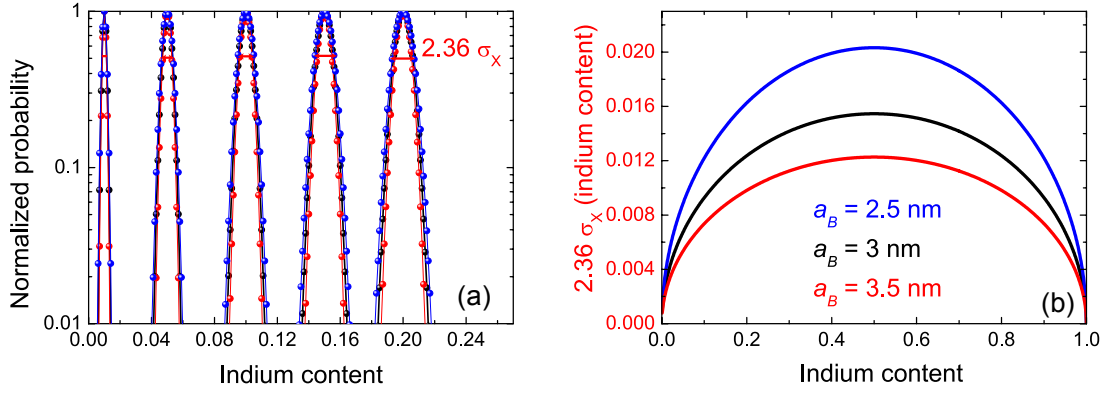 Normalized probability
1
0.1
0.01
2.36 σX
(a)
0.00 0.04 0.08 0.12 0.16 0.20 0.24
Indium content
2.36 σX (indium content)
0.020
0.016
0.012
0.008
0.004
0.000
aB = 2.5 nm
aB = 3 nm
aB = 3.5 nm
(b)
0.0 0.2 0.4 0.6 0.8 1.0
Indium content